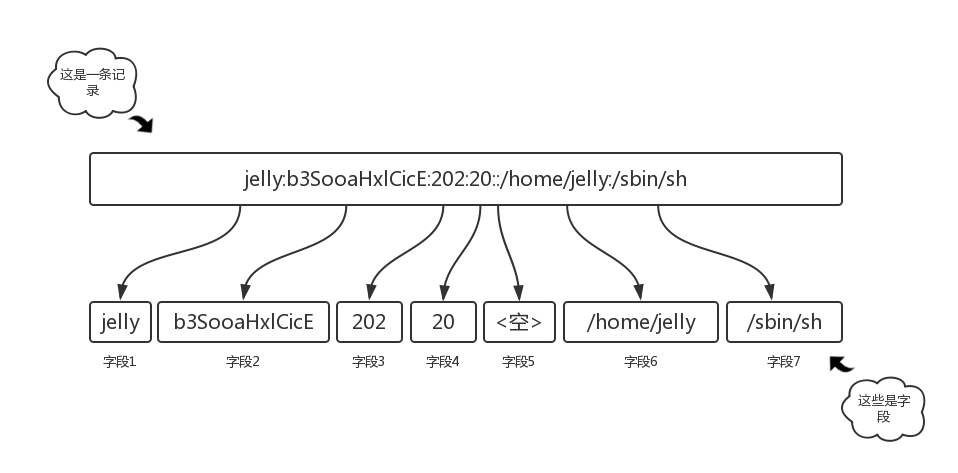 这是一条记
录
jelly:b3SooaHxlCicE:202:20::/home/jelly:/sbin/sh
jelly
b3SooaHxlCicE
202
20
<空>
/home/jelly
/sbin/sh
字段1
字段2
字段3
字段4
字段5
字段6
字段7
这些是字
段